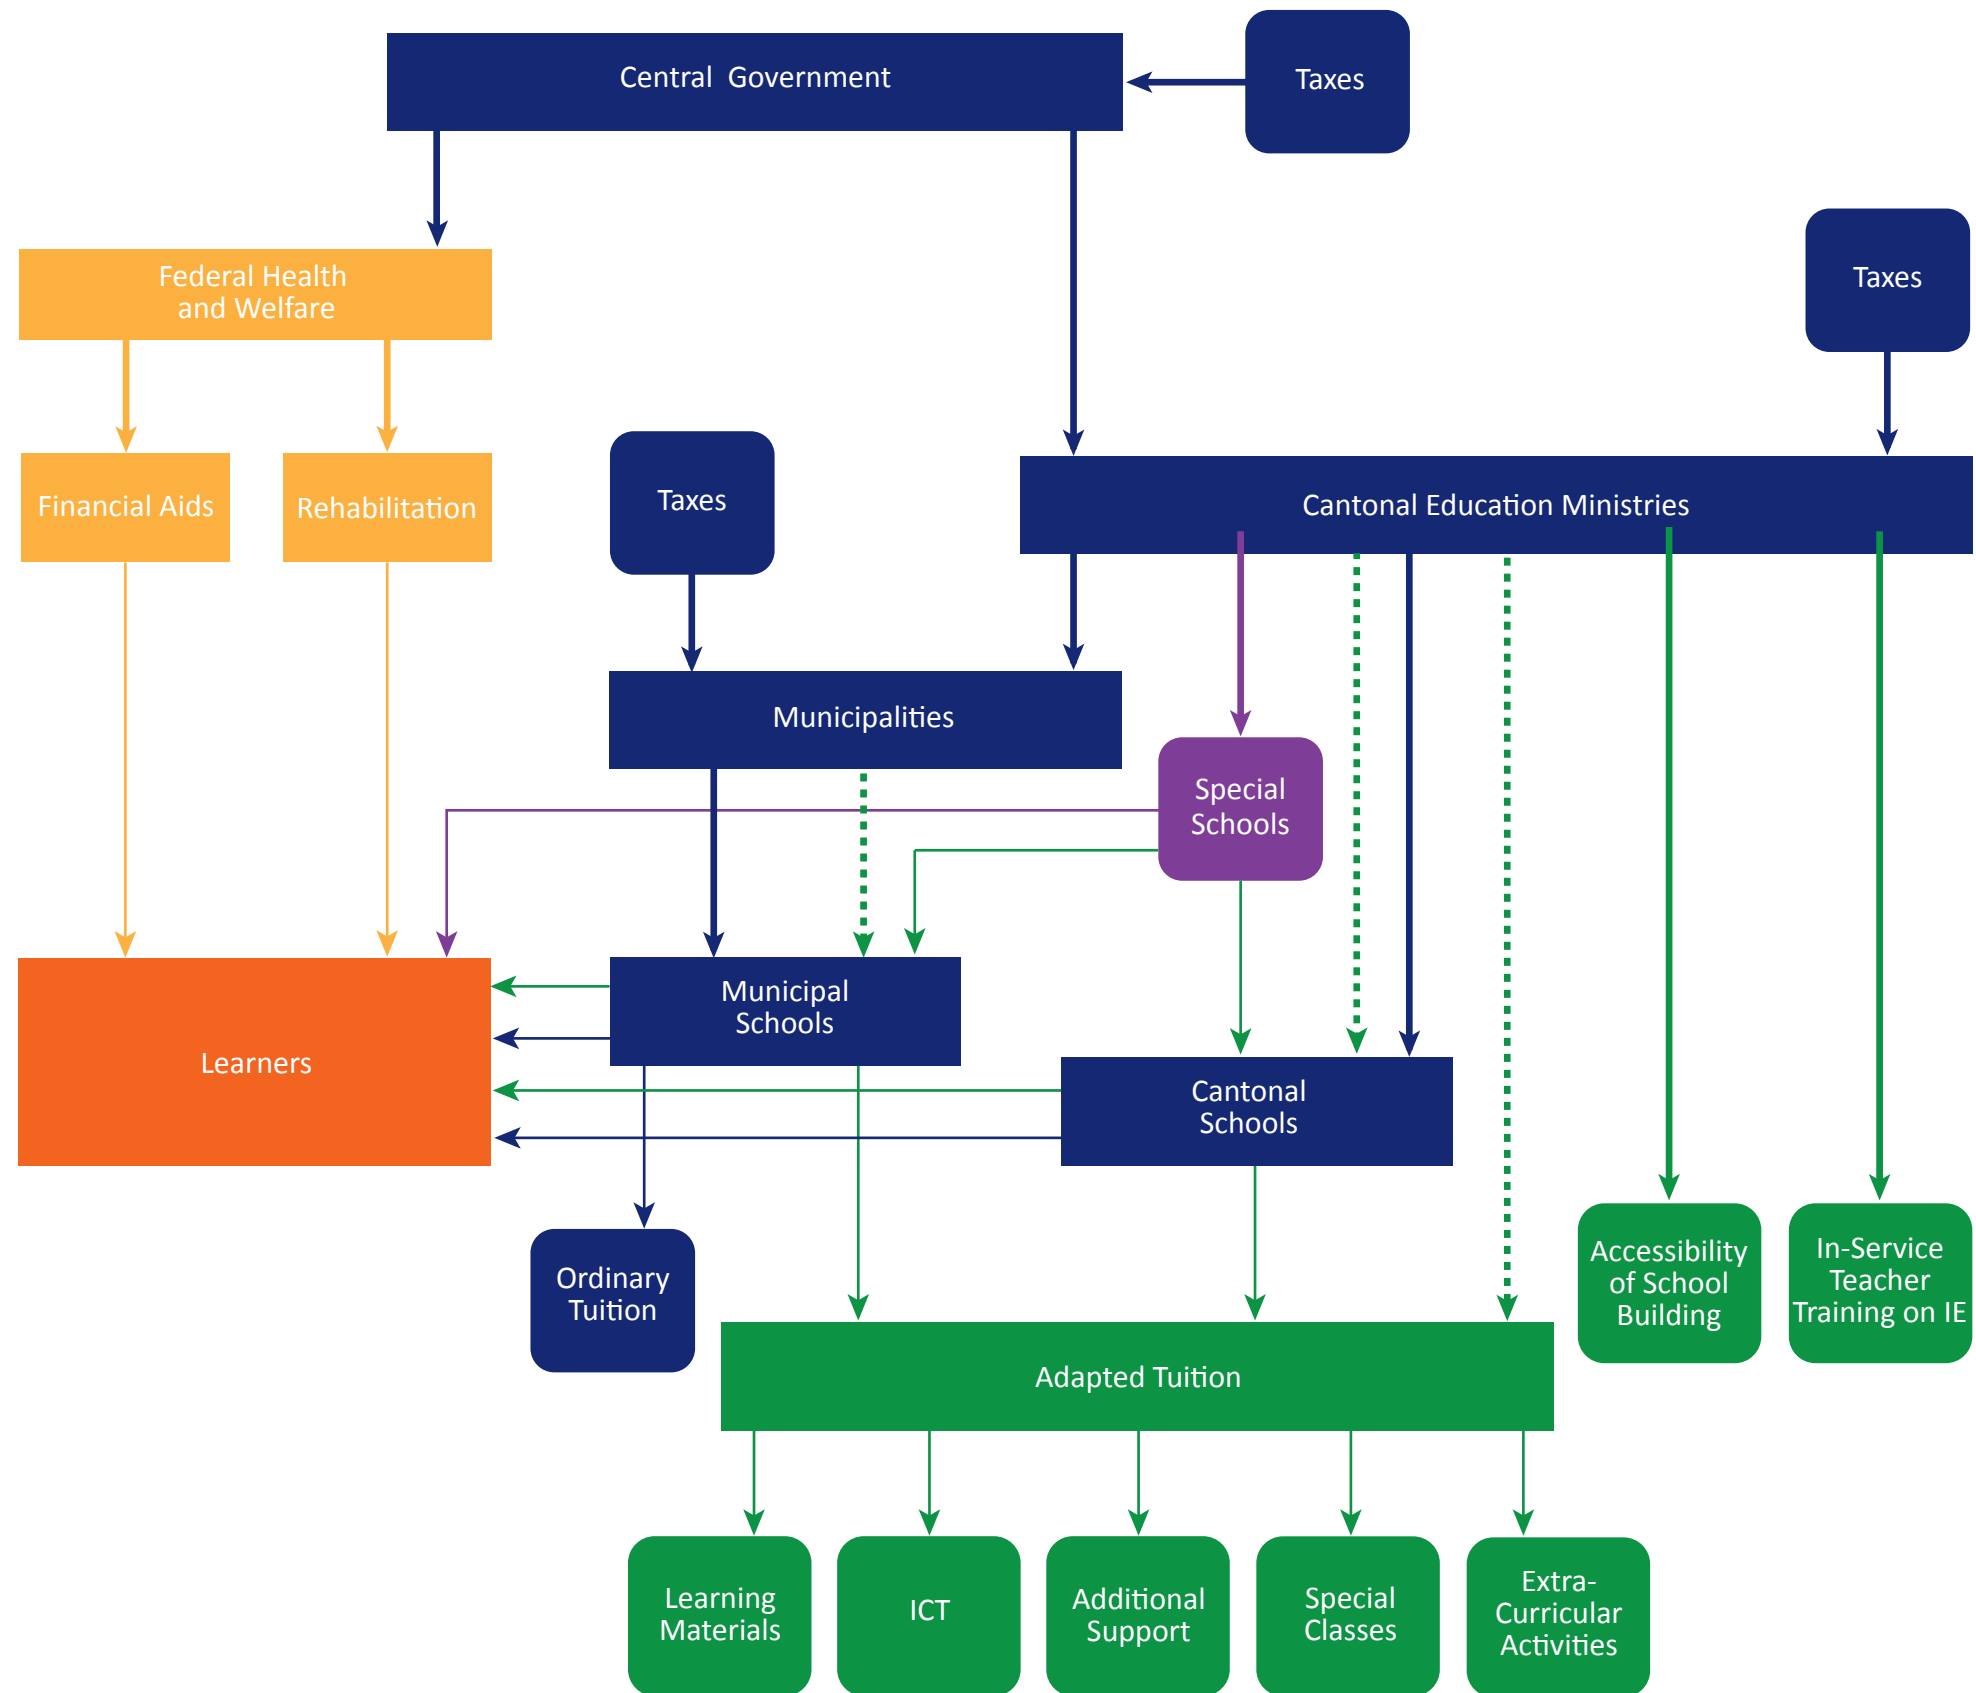 Central  Government
Taxes
Federal Health
and Welfare
Taxes
Financial Aids
Rehabilitation
Taxes
Cantonal Education Ministries
Municipalities
Special
Schools
Municipal
Schools
Learners
Cantonal
Schools
Ordinary
Tuition
Accessibility
of School
Building
In-Service
Teacher
Training on IE
Adapted Tuition
Learning
Materials
ICT
Additional
Support
Special
Classes
Extra-
Curricular
Activities